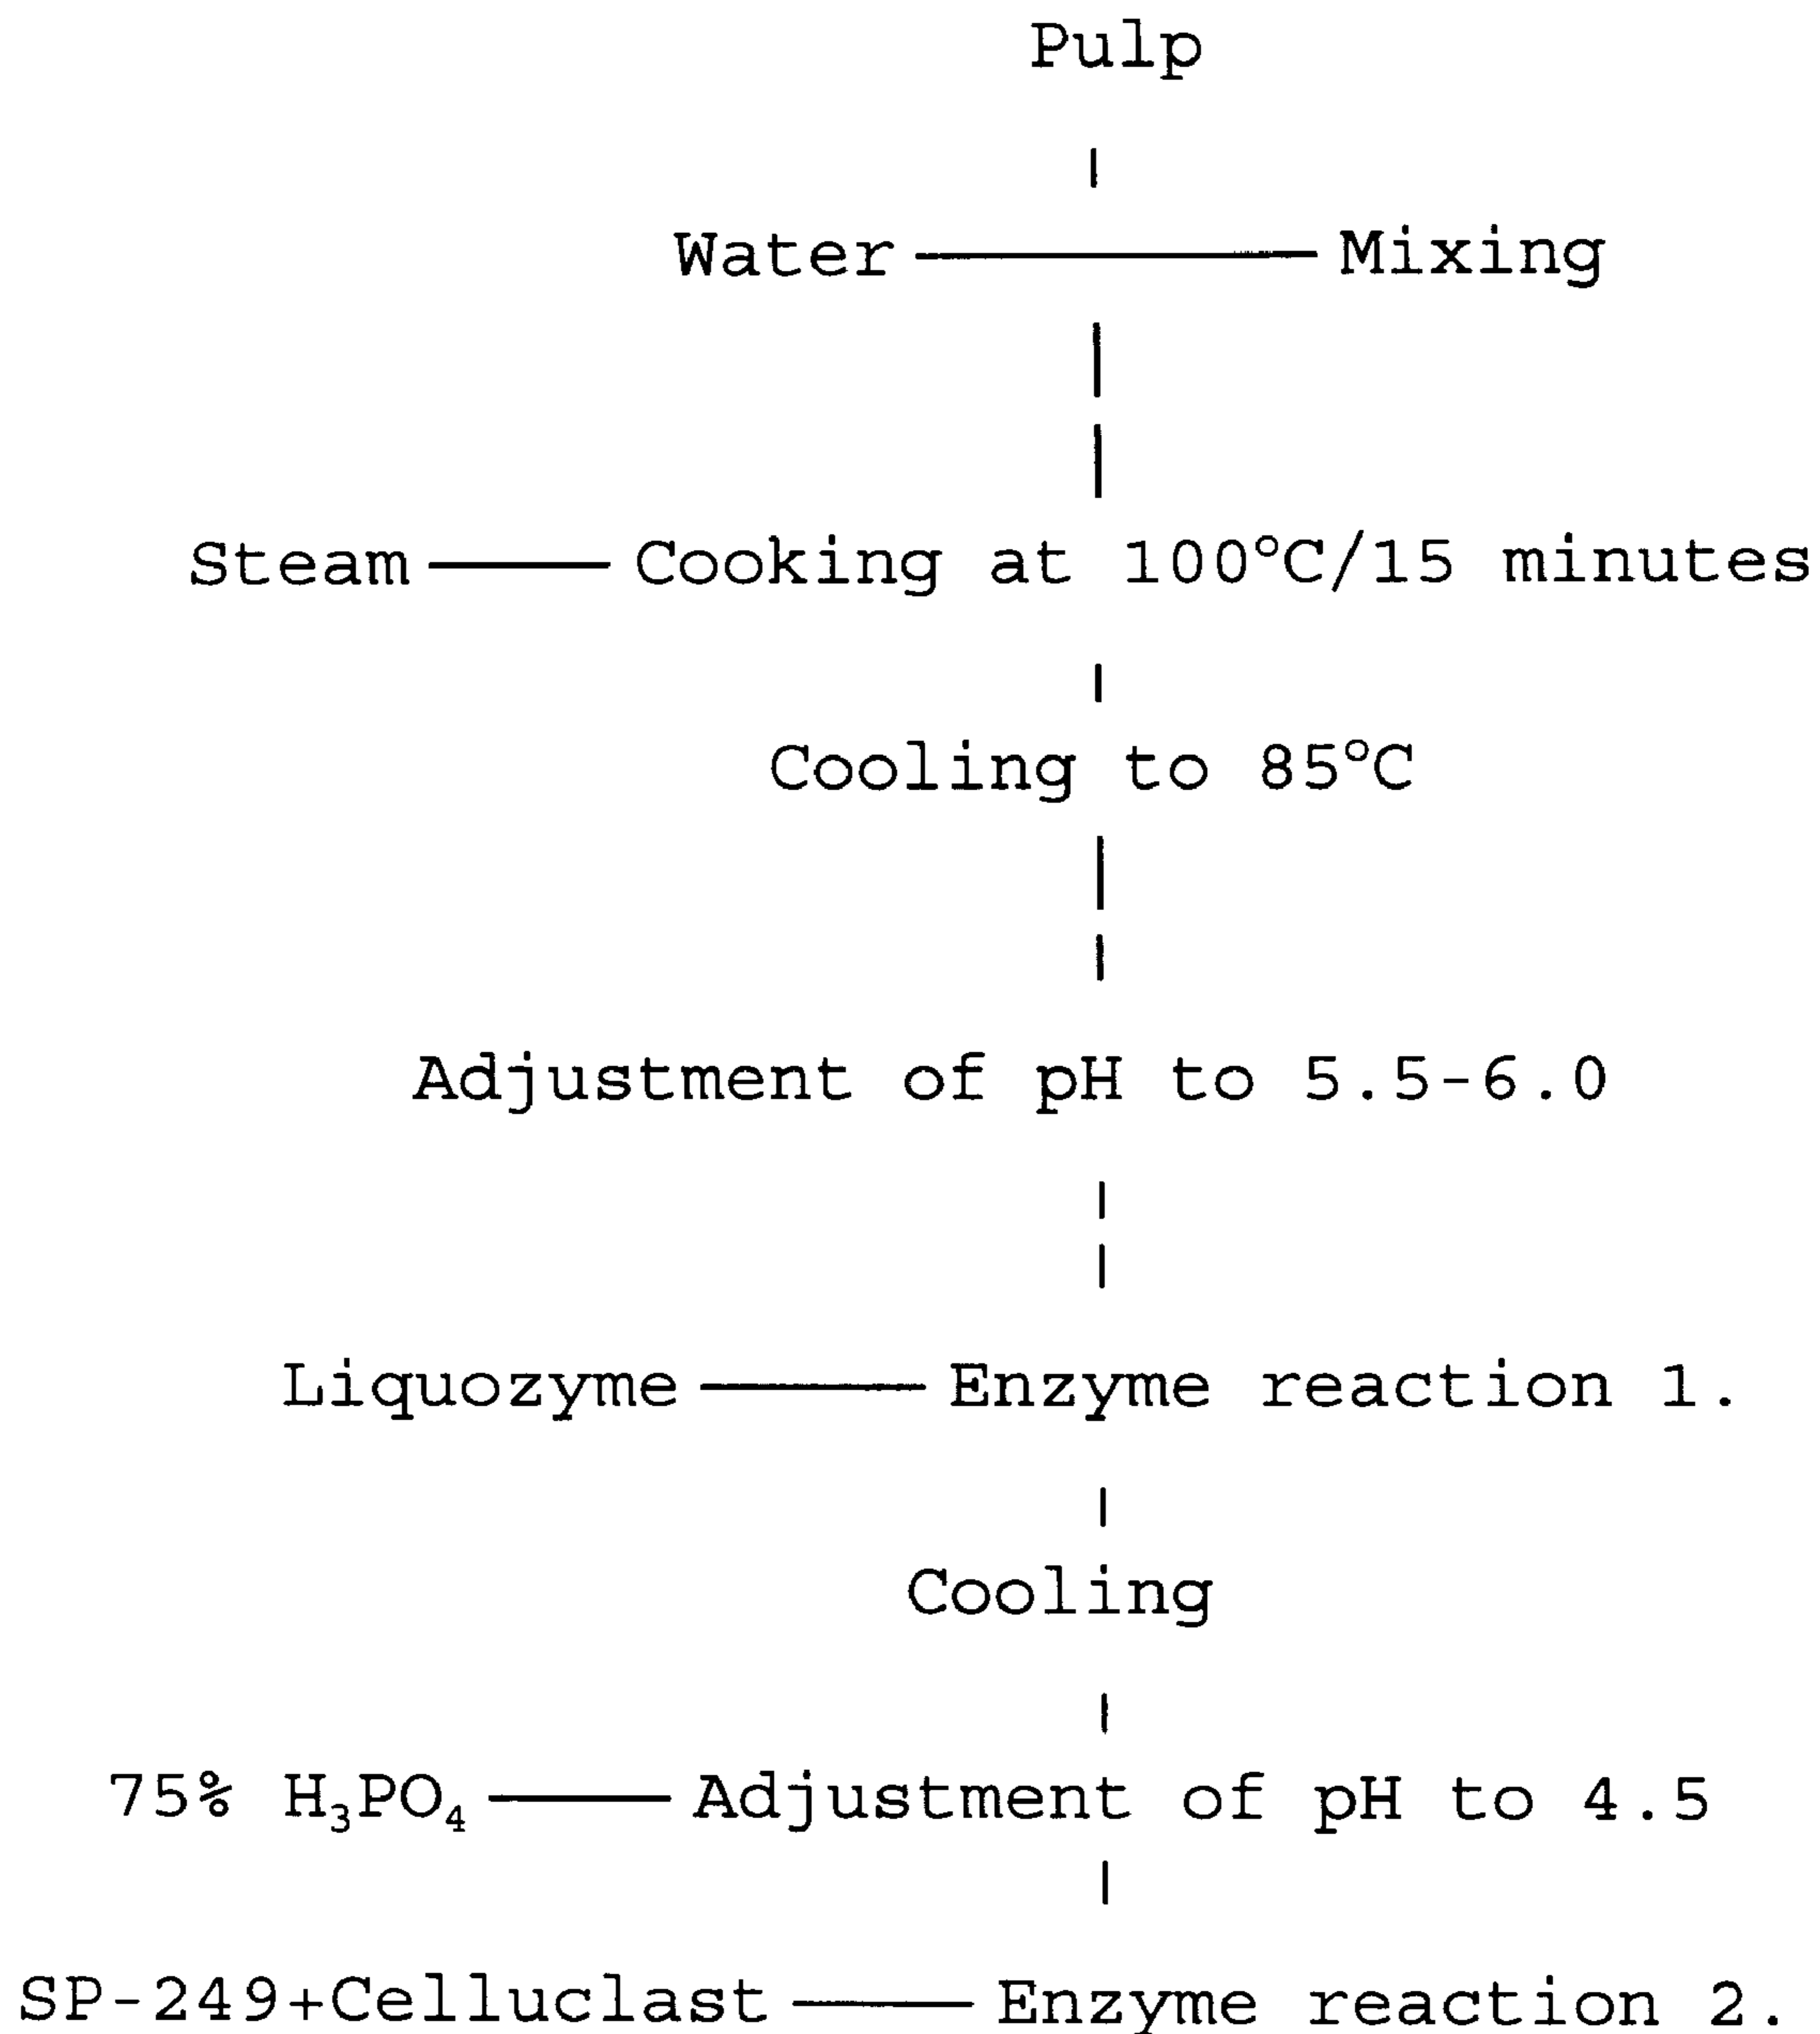 Pulp
Water Mixing
Steam Cooking at 100°C/15 minutes
Cooling to 85°C
Adjustment of pH to 5.5-6.0
Liquozyme Enzyme reaction 1.
Cooling
75% H₃PO₄ Adjustment of pH to 4.5
SP-249+Celluclast Enzyme reaction 2.